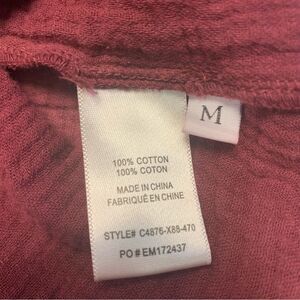 M
100% COTTON
100% COTON
MADE IN CHINA
FABRIQUÉ EN CHINE
STYLE# C4876-X88-470
PO# EM172437